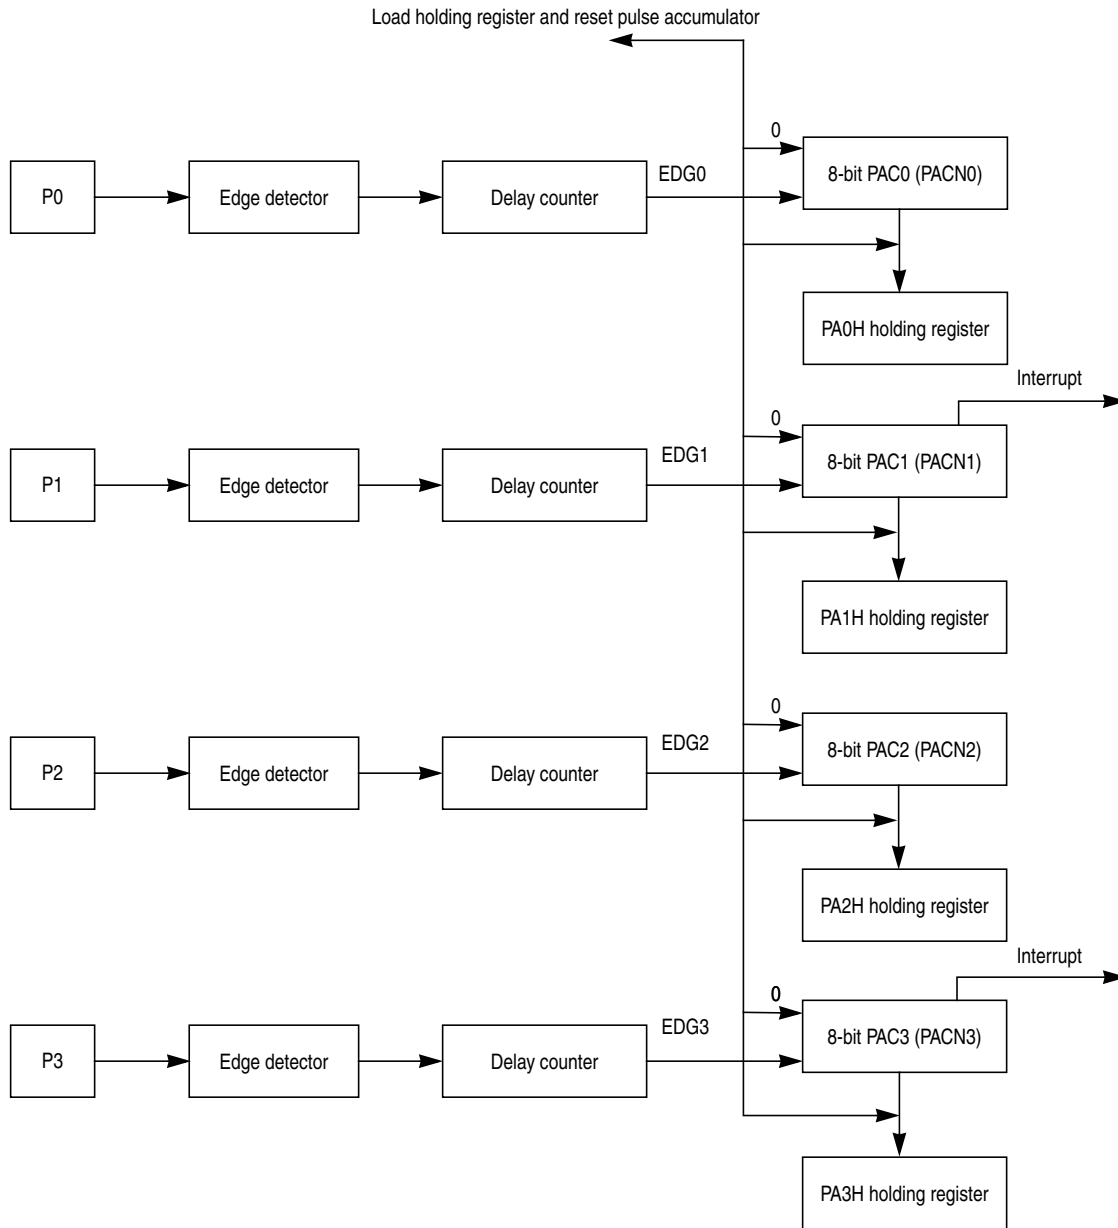 Load holding register and reset pulse accumulator
0
P0
Edge detector
Delay counter
EDG0
8-bit PAC0 (PACN0)
PA0H holding register
Interrupt
0
P1
Edge detector
Delay counter
EDG1
8-bit PAC1 (PACN1)
PA1H holding register
0
P2
Edge detector
Delay counter
EDG2
8-bit PAC2 (PACN2)
PA2H holding register
Interrupt
0
P3
Edge detector
Delay counter
EDG3
8-bit PAC3 (PACN3)
PA3H holding register